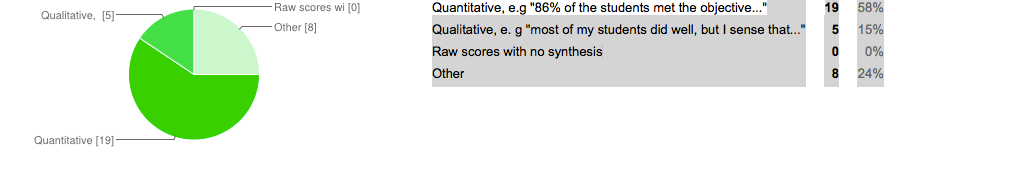 Qualitative, [5]
Raw scores wi [0]
Other [8]
Quantitative [19]
Quantitative, e.g "86% of the students met the objective..." 19 58%
Qualitative, e. g "most of my students did well, but I sense that..." 5 15%
Raw scores with no synthesis 0 0%
Other 8 24%